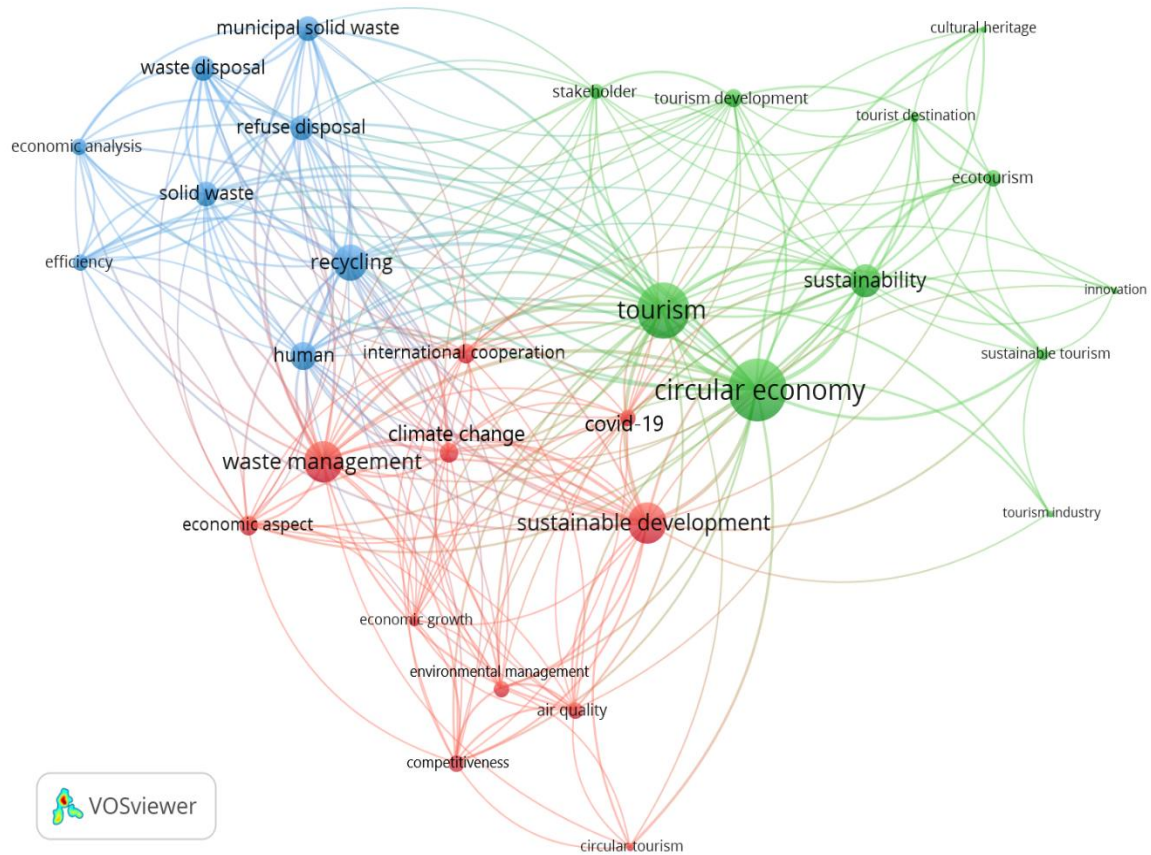 municipal solid waste
cultural heritage
waste disposal
stakeholder
tourism development
tourist destination
refuse disposal
economic analysis
ecotourism
solid waste
efficiency
recycling
sustainability
innovation
tourism
human
international cooperation
sustainable tourism
circular economy
covid-19
climate change
waste management
tourism industry
economic aspect
sustainable development
economic growth
environmental management
air quality
competitiveness
VOSviewer
circular tourism